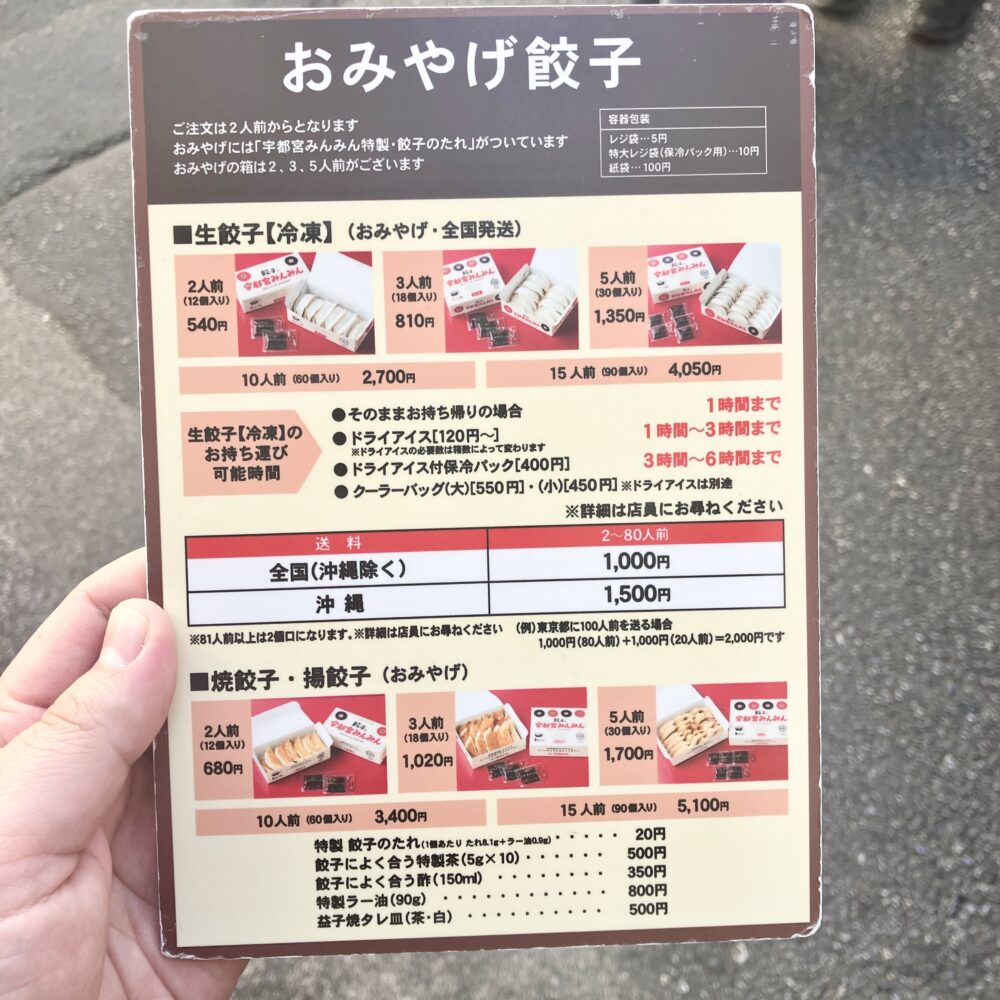 おみやげ餃子
ご注文は2人前からとなります
おみやげには「宇都宮みんみん特製・餃子のたれ」がついています
おみやげの箱は2、3、5人前がございます
容器包装
レジ袋…5円
特大レジ袋（保冷パック用）…10円
紙袋…100円
■生餃子【冷凍】（おみやげ・全国発送）
2人前
(12個入り)
540円
3人前
(18個入り)
810円
5人前
(30個入り)
1,350円
10人前（60個入り） 2,700円
15人前（90個入り） 4,050円
生餃子【冷凍】の
お持ち運び
可能時間
●そのままお持ち帰りの場合 1時間まで
●ドライアイス[120円〜] 1時間〜3時間まで
※ドライアイスの必要数は箱数によって変わります
●ドライアイス付保冷パック[400円] 3時間〜6時間まで
●クーラーバッグ（大）[550円]・（小）[450円]※ドライアイスは別途
※詳細は店員にお尋ねください
送料 2〜80人前
全国（沖縄除く） 1,000円
沖縄 1,500円
※81人前以上は2個口になります。※詳細は店員にお尋ねください （例）東京都に100人前を送る場合
1,000円（80人前）＋1,000円（20人前）＝2,000円です
■焼餃子・揚餃子（おみやげ）
2人前
(12個入り)
680円
3人前
(18個入り)
1,020円
5人前
(30個入り)
1,700円
10人前（60個入り） 3,400円
15人前（90個入り） 5,100円
特製 餃子のたれ（1個あたり たれ8.1g＋ラー油0.9g）・・・・・ 20円
餃子によく合う特製茶（5g×10）・・・・・・・ 500円
餃子によく合う酢（150ml）・・・・・・・・ 350円
特製ラー油（90g）・・・・・・・・・・・ 800円
益子焼タレ皿（茶・白）・・・・・・・・・ 500円